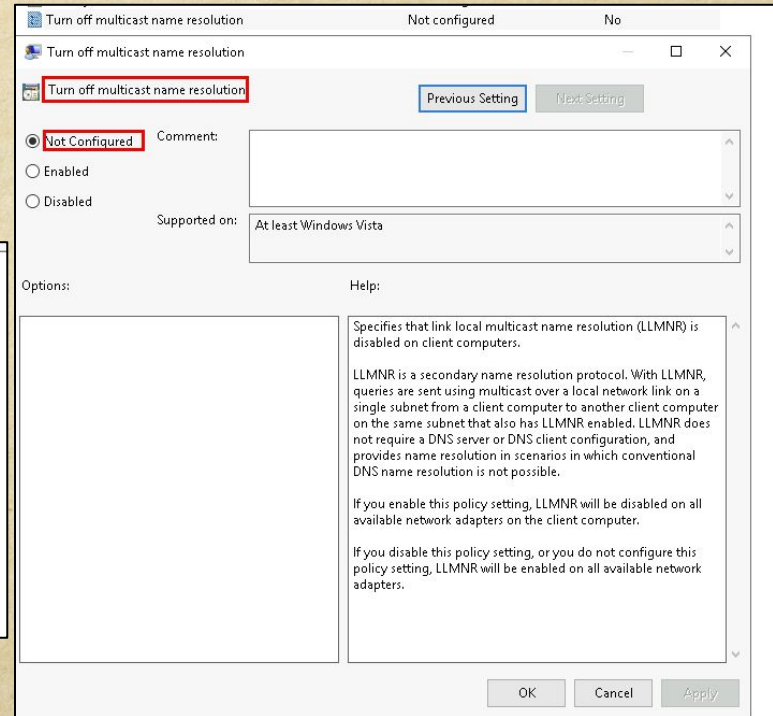 Turn off multicast name resolution Not configured No
Turn off multicast name resolution
Turn off multicast name resolution
Previous Setting Next Setting
Not Configured Comment:
Enabled
Disabled
Supported on: At least Windows Vista
Options: Help:
Specifies that link local multicast name resolution (LLMNR) is
disabled on client computers.
LLMNR is a secondary name resolution protocol. With LLMNR,
queries are sent using multicast over a local network link on a
single subnet from a client computer to another client computer
on the same subnet that also has LLMNR enabled. LLMNR does
not require a DNS server or DNS client configuration, and
provides name resolution in scenarios in which conventional
DNS name resolution is not possible.
If you enable this policy setting, LLMNR will be disabled on all
available network adapters on the client computer.
If you disable this policy setting, or you do not configure this
policy setting, LLMNR will be enabled on all available network
adapters.
OK Cancel Apply